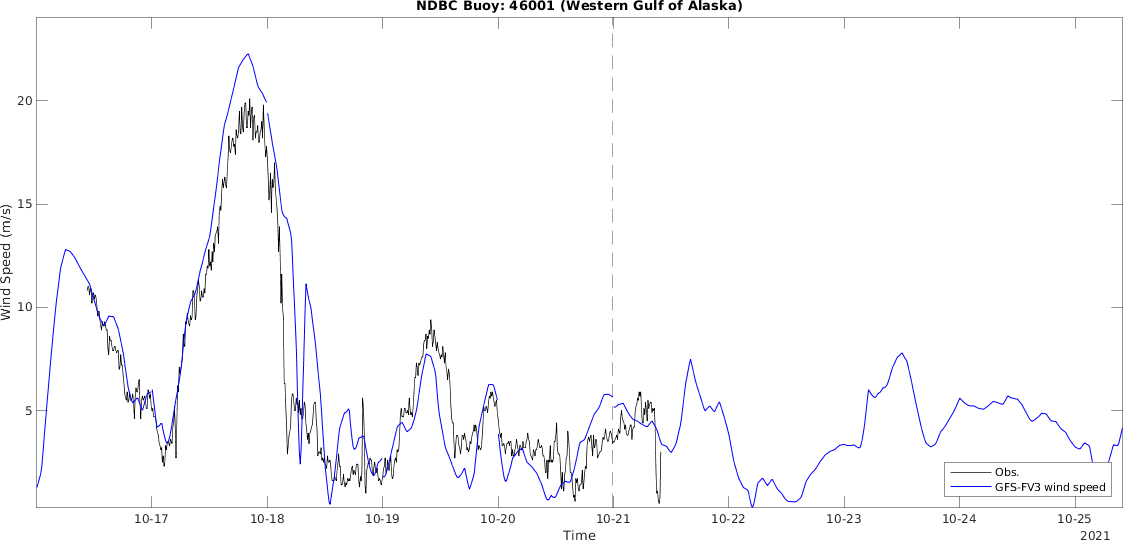 NDBC Buoy: 46001 (Western Gulf of Alaska)
20
15
10
5
Wind Speed (m/s)
10-17 10-18 10-19 10-20 10-21 10-22 10-23 10-24 10-25
Time
2021
Obs.
GFS-FV3 wind speed